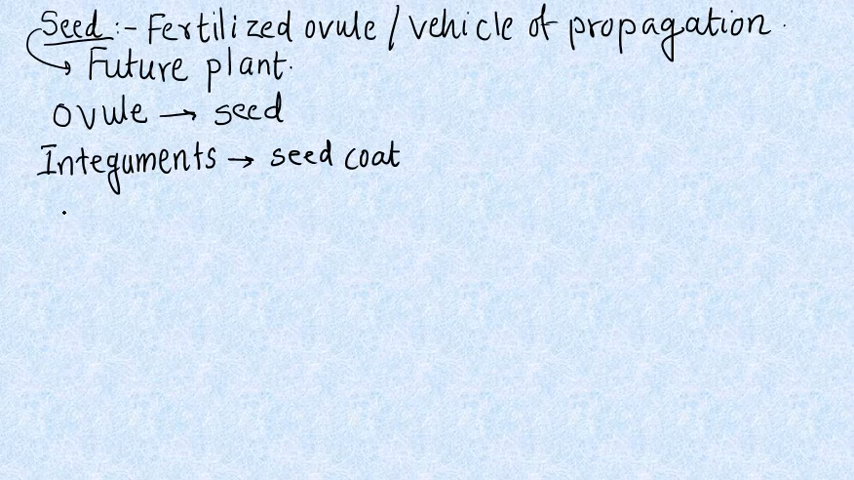 Seed :- Fertilized ovule / vehicle of propagation.
→ Future plant.
Ovule → seed
Integuments → seed coat